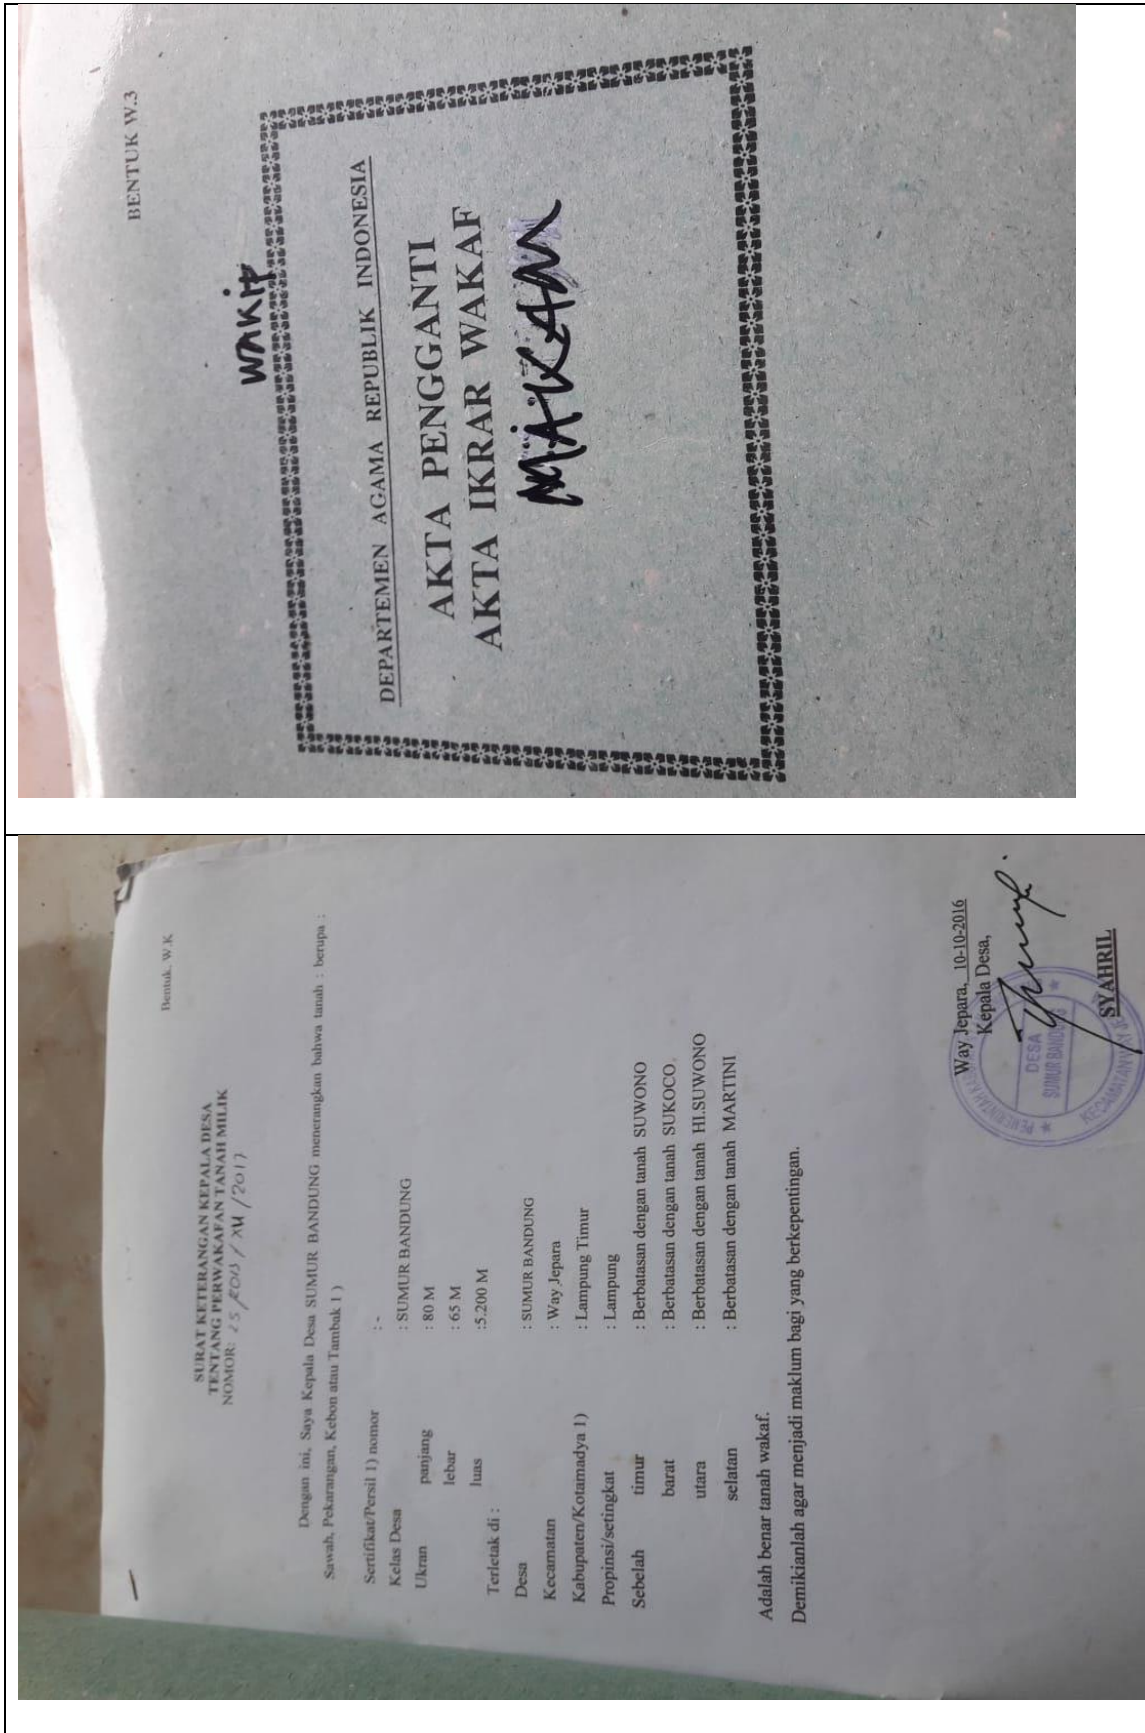 BENTUK W.3
WAKIF
DEPARTEMEN AGAMA REPUBLIK INDONESIA
AKTA PENGGANTI
AKTA IKRAR WAKAF
MAKAM
Bentuk. W.K
SURAT KETERANGAN KEPALA DESA
TENTANG PERWAKAFAN TANAH MILIK
NOMOR: /2017
Dengan ini, Saya Kepala Desa SUMUR BANDUNG menerangkan bahwa tanah : berupa :
Sawah, Pekarangan, Kebon atau Tambak 1 )
Sertifikat/Persil 1) nomor : -
Kelas Desa : SUMUR BANDUNG
Ukran panjang : 80 M
lebar : 65 M
luas :5.200 M
Terletak di :
Desa : SUMUR BANDUNG
Kecamatan : Way Jepara
Kabupaten/Kotamadya 1) : Lampung Timur
Propinsi/setingkat : Lampung
Sebelah timur : Berbatasan dengan tanah SUWONO
barat : Berbatasan dengan tanah SUKOCO
utara : Berbatasan dengan tanah HI.SUWONO
selatan : Berbatasan dengan tanah MARTINI
Adalah benar tanah wakaf.
Demikianlah agar menjadi maklum bagi yang berkepentingan.
Way Jepara, 10-10-2016
Kepala Desa,
DESA
SUMUR BANDUNG
SYAHRIL